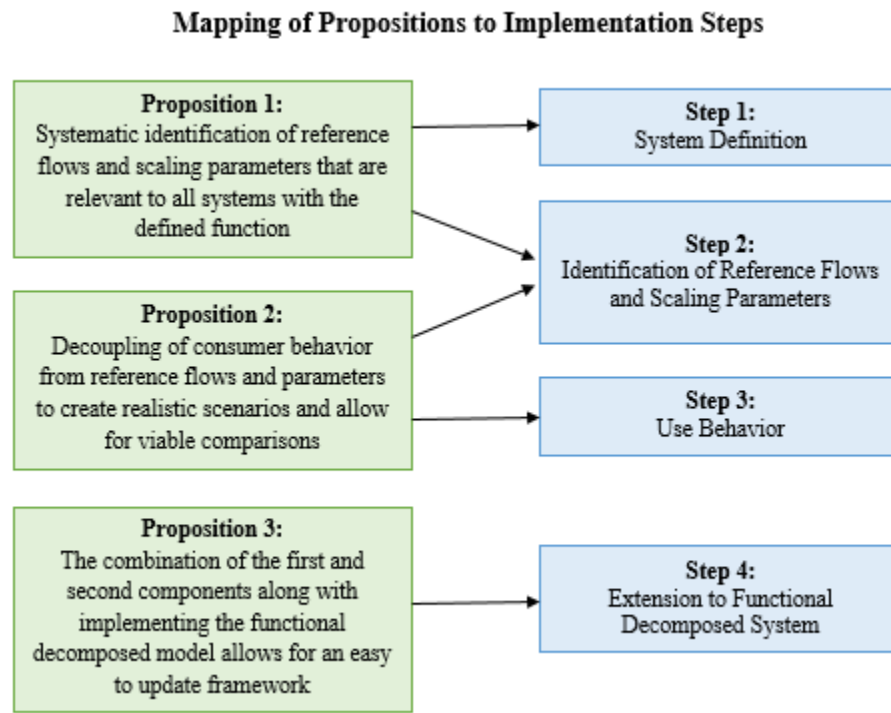 Mapping of Propositions to Implementation Steps
Proposition 1:
Systematic identification of reference
flows and scaling parameters that are
relevant to all systems with the
defined function
Proposition 2:
Decoupling of consumer behavior
from reference flows and parameters
to create realistic scenarios and allow
for viable comparisons
Proposition 3:
The combination of the first and
second components along with
implementing the functional
decomposed model allows for an easy
to update framework
Step 1:
System Definition
Step 2:
Identification of Reference Flows
and Scaling Parameters
Step 3:
Use Behavior
Step 4:
Extension to Functional
Decomposed System